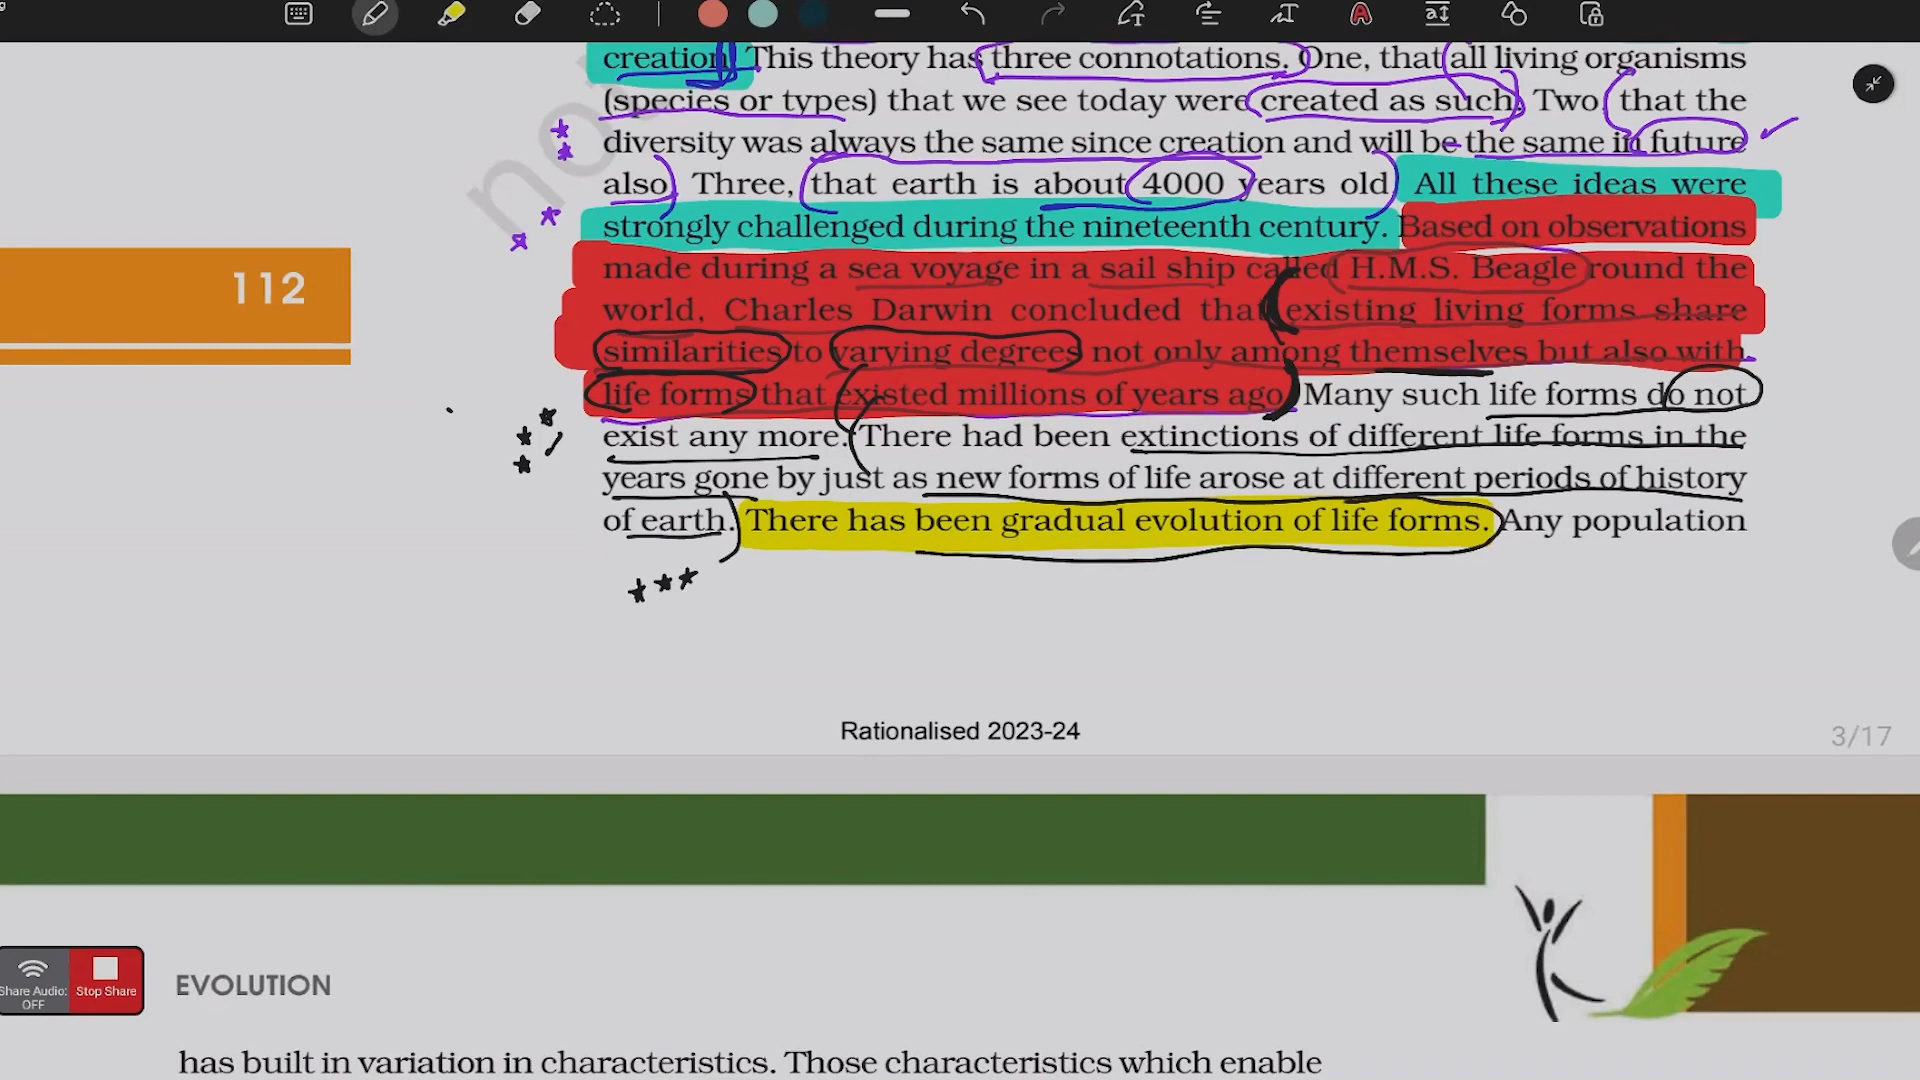 creation. This theory has three connotations. One, that all living organisms
(species or types) that we see today were created as such. Two, that the
diversity was always the same since creation and will be the same in future
also. Three, that earth is about 4000 years old. All these ideas were
strongly challenged during the nineteenth century. Based on observations
made during a sea voyage in a sail ship called H.M.S. Beagle round the
112
world, Charles Darwin concluded that existing living forms share
similarities to varying degrees not only among themselves but also with
life forms that existed millions of years ago. Many such life forms do not
exist any more. There had been extinctions of different life forms in the
years gone by just as new forms of life arose at different periods of history
of earth. There has been gradual evolution of life forms. Any population
Rationalised 2023-24
3/17
Share Audio: OFF
Stop Share
EVOLUTION
has built in variation in characteristics. Those characteristics which enable